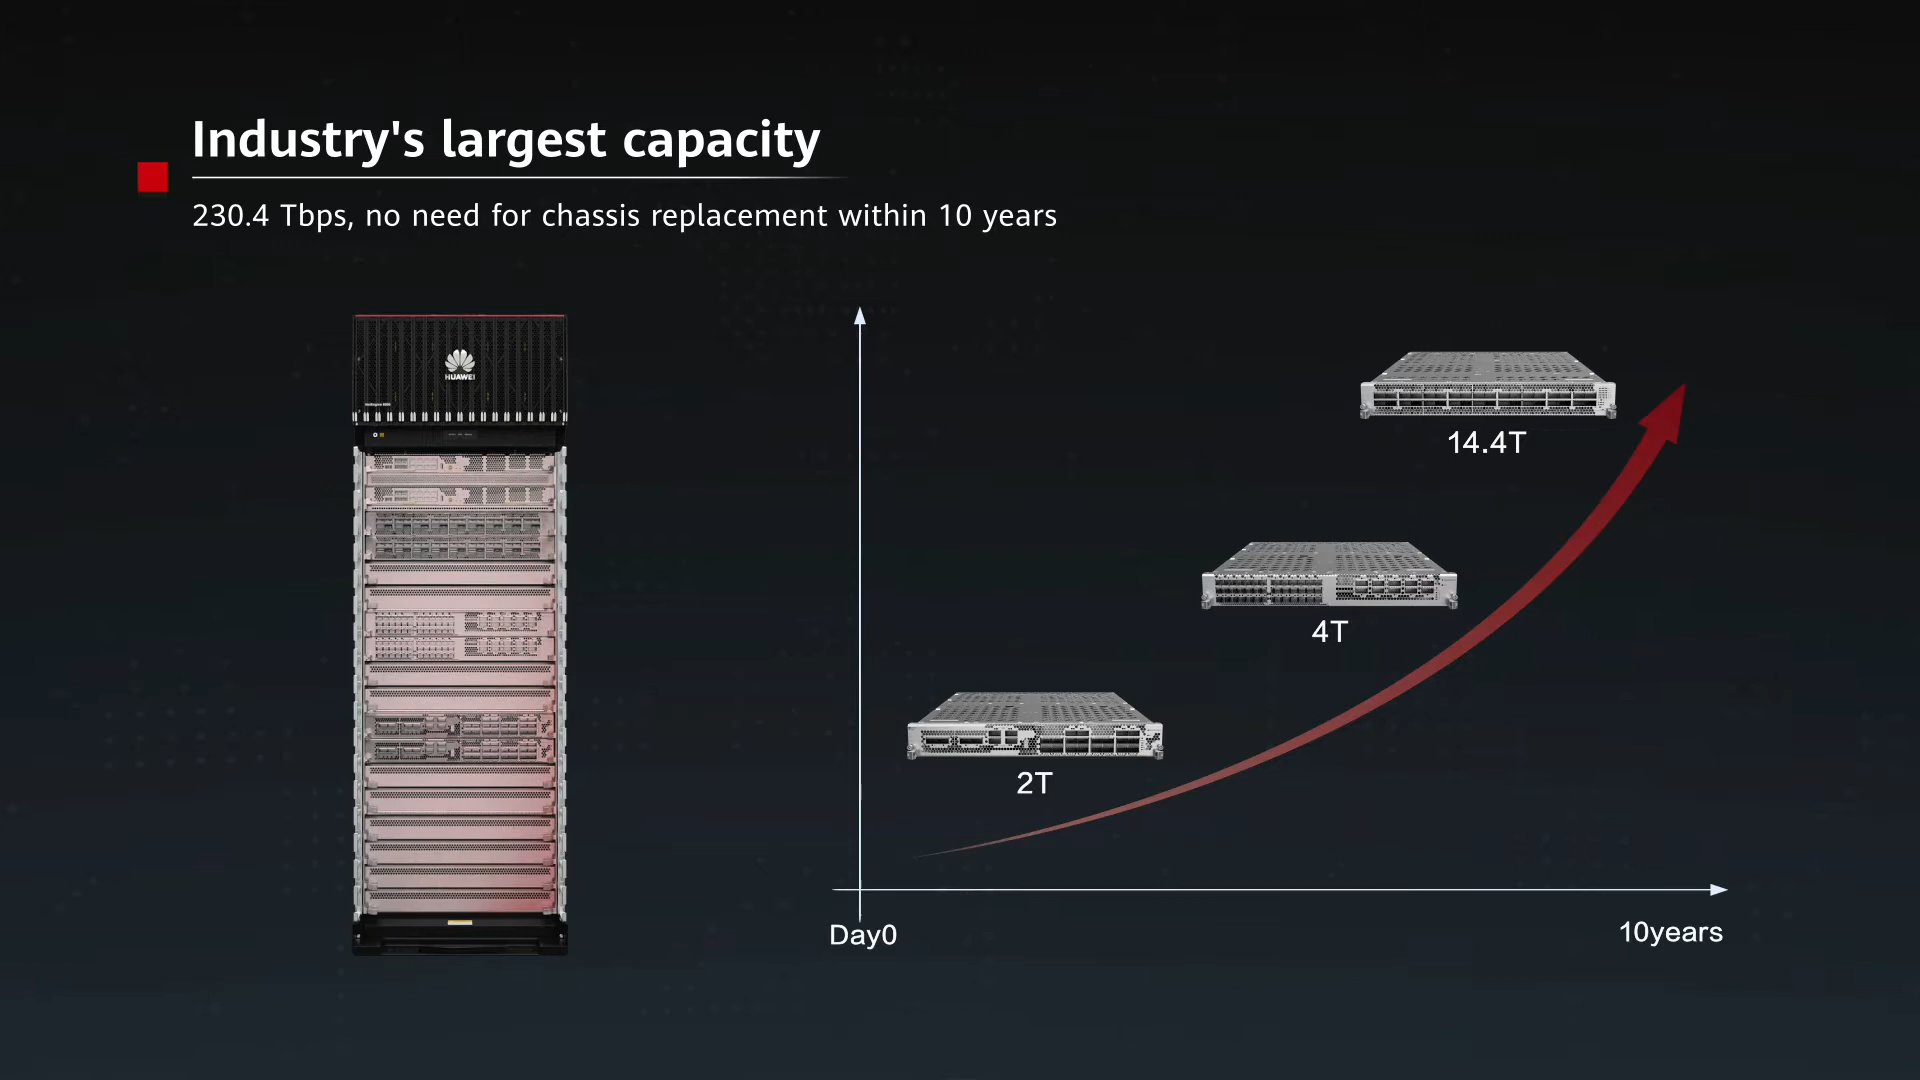 Industry's largest capacity
230.4 Tbps, no need for chassis replacement within 10 years
HUAWEI
14.4T
4T
2T
Day0
10years